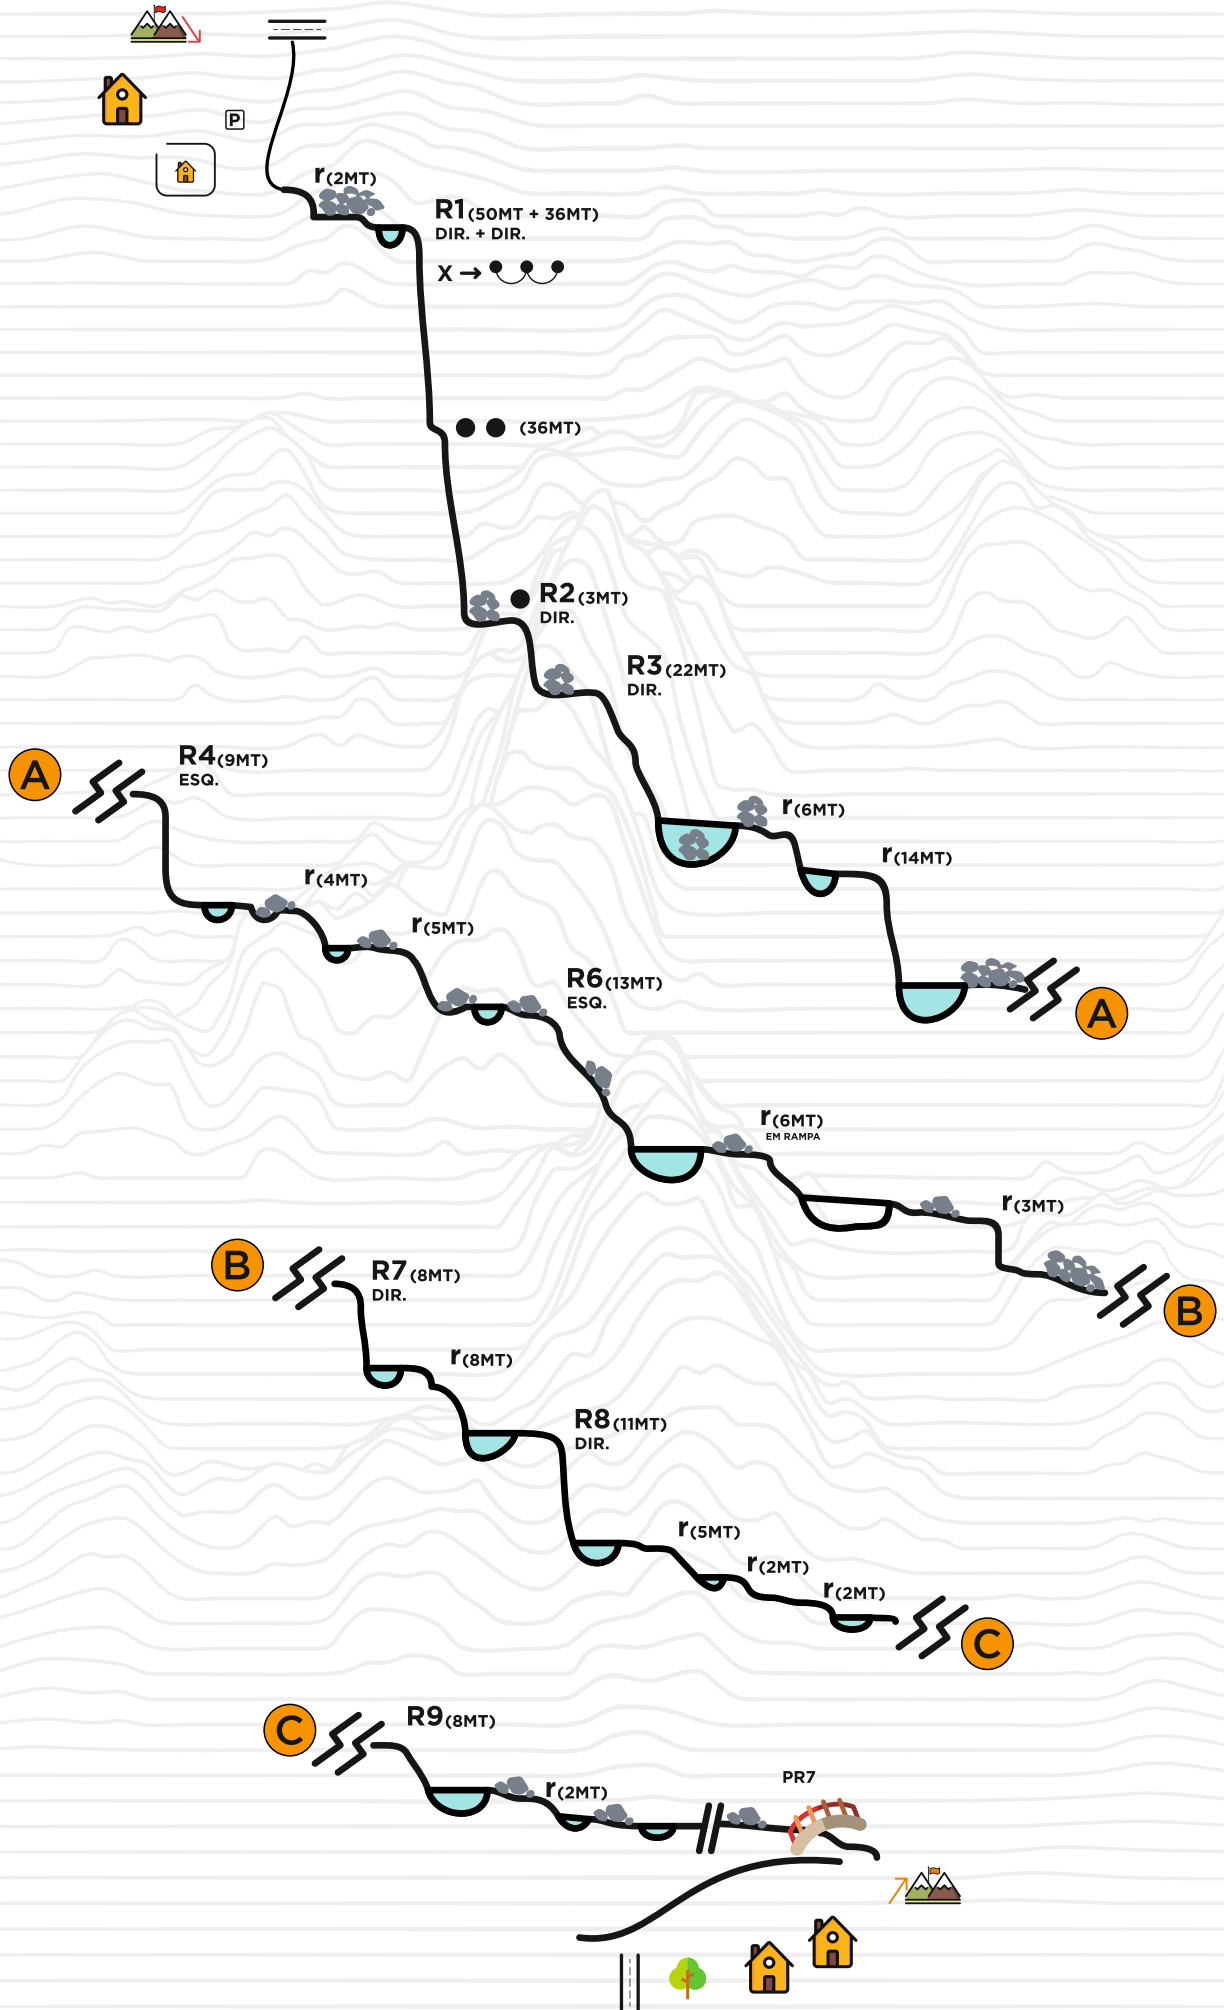 P
r(2MT)
R1(50MT + 36MT)
DIR. + DIR.
X →
(36MT)
R2(3MT)
DIR.
R3(22MT)
DIR.
r(6MT)
r(14MT)
A
A
R4(9MT)
ESQ.
r(4MT)
r(5MT)
R6(13MT)
ESQ.
r(6MT)
EM RAMPA
r(3MT)
B
B
R7(8MT)
DIR.
r(8MT)
R8(11MT)
DIR.
r(5MT)
r(2MT)
r(2MT)
C
C
R9(8MT)
r(2MT)
PR7